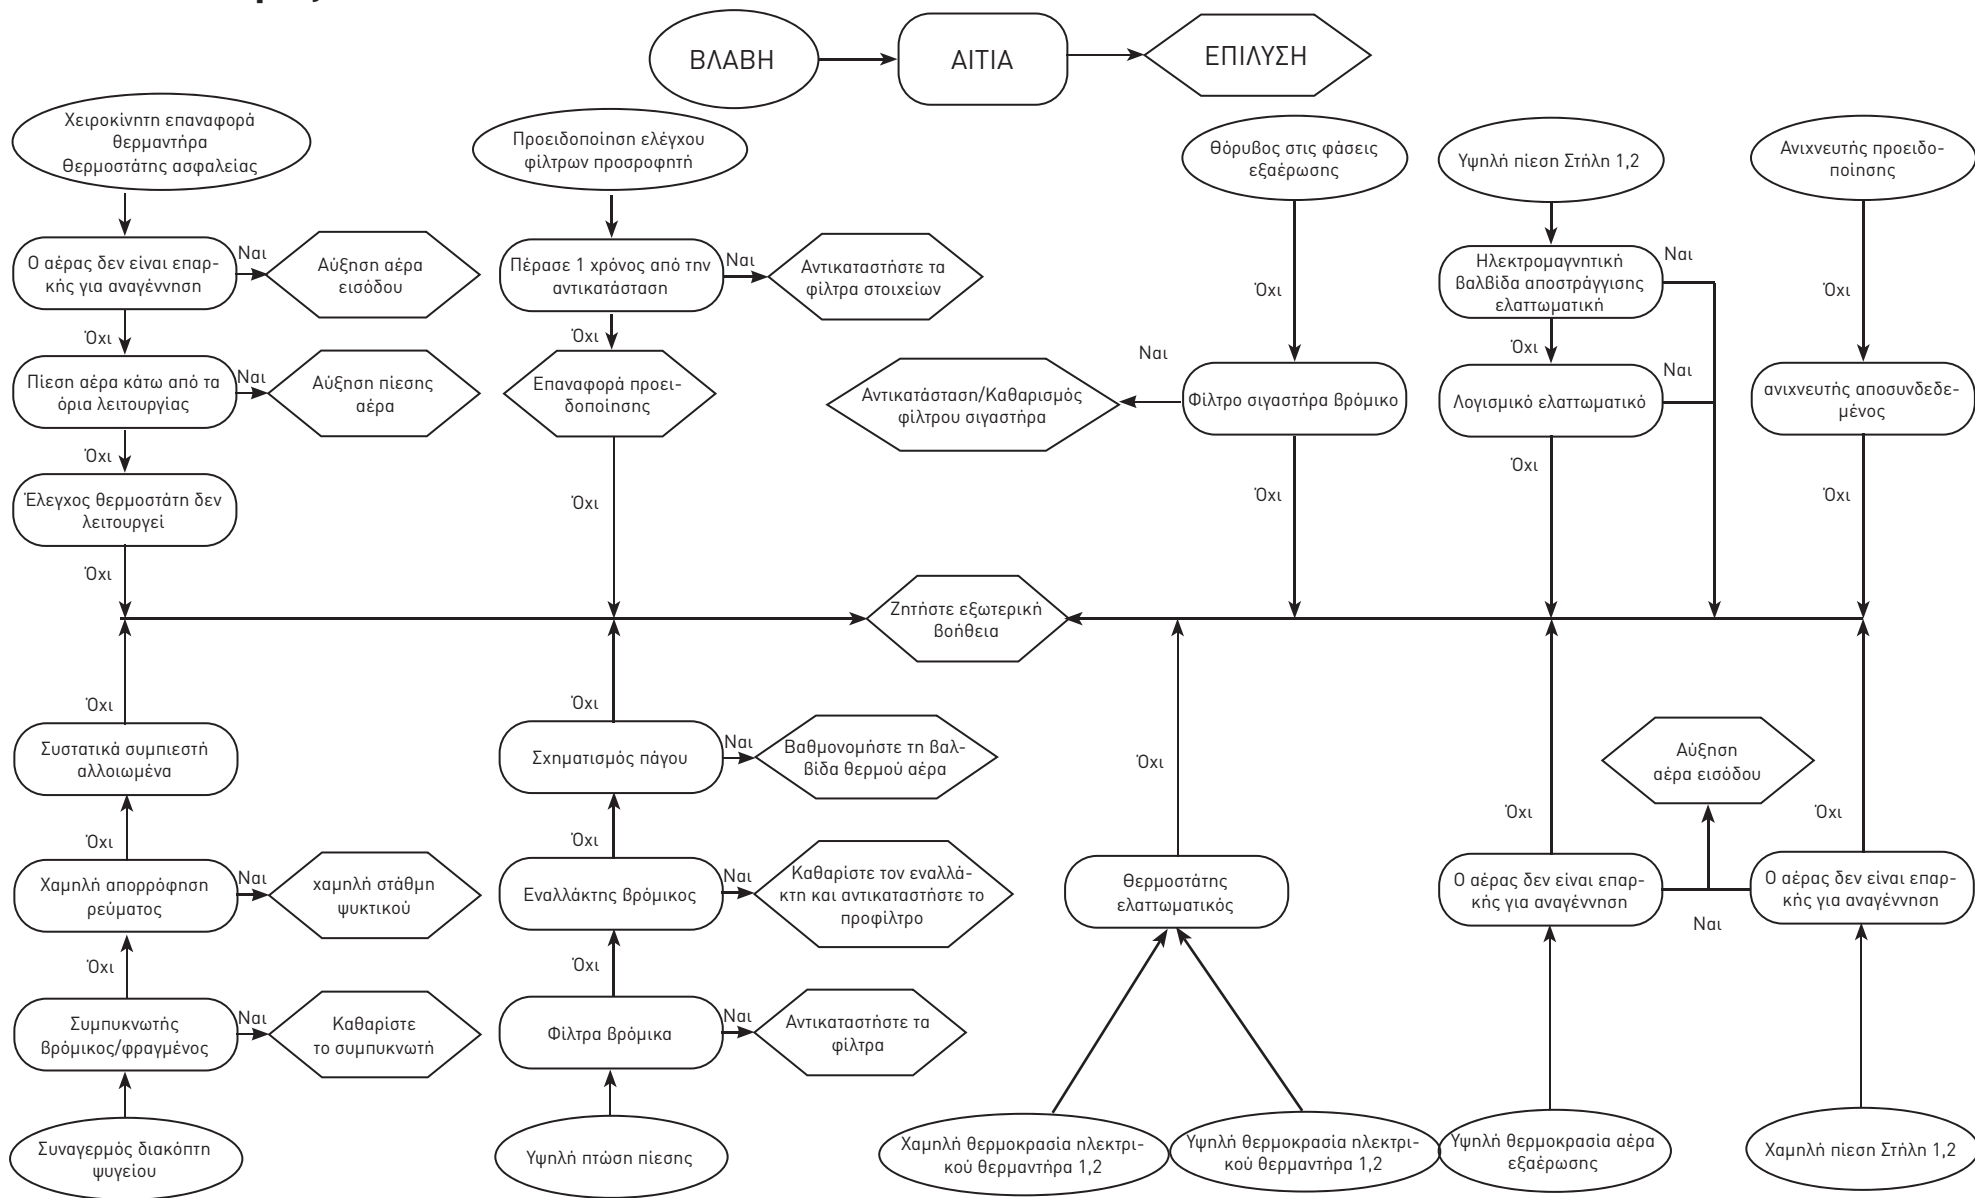 ΒΛΑΒΗ
ΑΙΤΙΑ
ΕΠΙΛΥΣΗ
Χειροκίνητη επαναφορά
θερμαντήρα
Θερμοστάτης ασφαλείας
Προειδοποίηση ελέγχου
φίλτρων προσροφητή
Θόρυβος στις φάσεις
εξαέρωσης
Υψηλή πίεση Στήλη 1,2
Ανιχνευτής προειδο-
ποίησης
Ο αέρας δεν είναι επαρ-
κής για αναγέννηση
Ναι
Αύξηση αέρα
εισόδου
Πέρασε 1 χρόνος από την
αντικατάσταση
Ναι
Αντικαταστήστε τα
φίλτρα στοιχείων
Όχι
Ηλεκτρομαγνητική
βαλβίδα αποστράγγισης
ελαττωματική
Ναι
Όχι
Όχι
Όχι
Όχι
Ναι
Όχι
Πίεση αέρα κάτω από τα
όρια λειτουργίας
Ναι
Αύξηση πίεσης
αέρα
Επαναφορά προει-
δοποίησης
Αντικατάσταση/Καθαρισμός
φίλτρου σιγαστήρα
Φίλτρο σιγαστήρα βρόμικο
Λογισμικό ελαττωματικό
Ναι
ανιχνευτής αποσυνδεδε-
μένος
Όχι
Όχι
Όχι
Όχι
Όχι
Έλεγχος θερμοστάτη δεν
λειτουργεί
Όχι
Ζητήστε εξωτερική
βοήθεια
Όχι
Όχι
Συστατικά συμπιεστή
αλλοιωμένα
Σχηματισμός πάγου
Ναι
Βαθμονομήστε τη βαλ-
βίδα θερμού αέρα
Όχι
Αύξηση
αέρα εισόδου
Όχι
Όχι
Όχι
Όχι
Χαμηλή απορρόφηση
ρεύματος
Ναι
χαμηλή στάθμη
ψυκτικού
Εναλλάκτης βρόμικος
Ναι
Καθαρίστε τον εναλλά-
κτη και αντικαταστήστε το
προφίλτρο
Θερμοστάτης
ελαττωματικός
Ο αέρας δεν είναι επαρ-
κής για αναγέννηση
Ναι
Ο αέρας δεν είναι επαρ-
κής για αναγέννηση
Όχι
Όχι
Συμπυκνωτής
βρόμικος/φραγμένος
Ναι
Καθαρίστε
το συμπυκνωτή
Φίλτρα βρόμικα
Ναι
Αντικαταστήστε τα
φίλτρα
Συναγερμός διακόπτη
ψυγείου
Υψηλή πτώση πίεσης
Χαμηλή θερμοκρασία ηλεκτρι-
κού θερμαντήρα 1,2
Υψηλή θερμοκρασία ηλεκτρι-
κού θερμαντήρα 1,2
Υψηλή θερμοκρασία αέρα
εξαέρωσης
Χαμηλή πίεση Στήλη 1,2